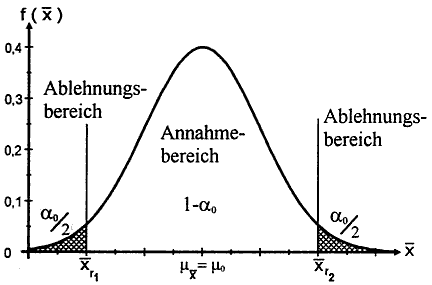 f ( x̅ )
0,4
Ablehnungs-
bereich
Ablehnungs-
bereich
0,3
Annahme-
bereich
0,2
0,1
α₀/2
1-α₀
α₀/2
0
x̅
x̅r₁
μx̅ = μ₀
x̅r₂